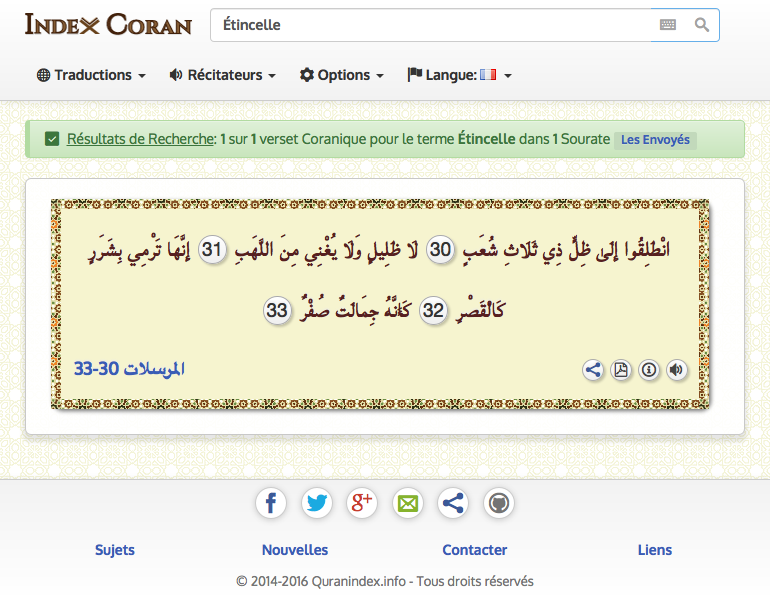 Index Coran
Étincelle
Traductions Récitateurs Options Langue:
Résultats de Recherche: 1 sur 1 verset Coranique pour le terme Étincelle dans 1 Sourate Les Envoyés
انْطَلِقُوا إِلَىٰ ظِلٍّ ذِي ثَلَاثِ شُعَبٍ 30 لَا ظَلِيلٍ وَلَا يُغْنِي مِنَ اللَّهَبِ 31 إِنَّهَا تَرْمِي بِشَرَرٍ
كَالْقَصْرِ 32 كَأَنَّهُ جِمَالَتٌ صُفْرٌ 33
المرسلات 30-33
Sujets Nouvelles Contacter Liens
© 2014-2016 Quranindex.info - Tous droits réservés